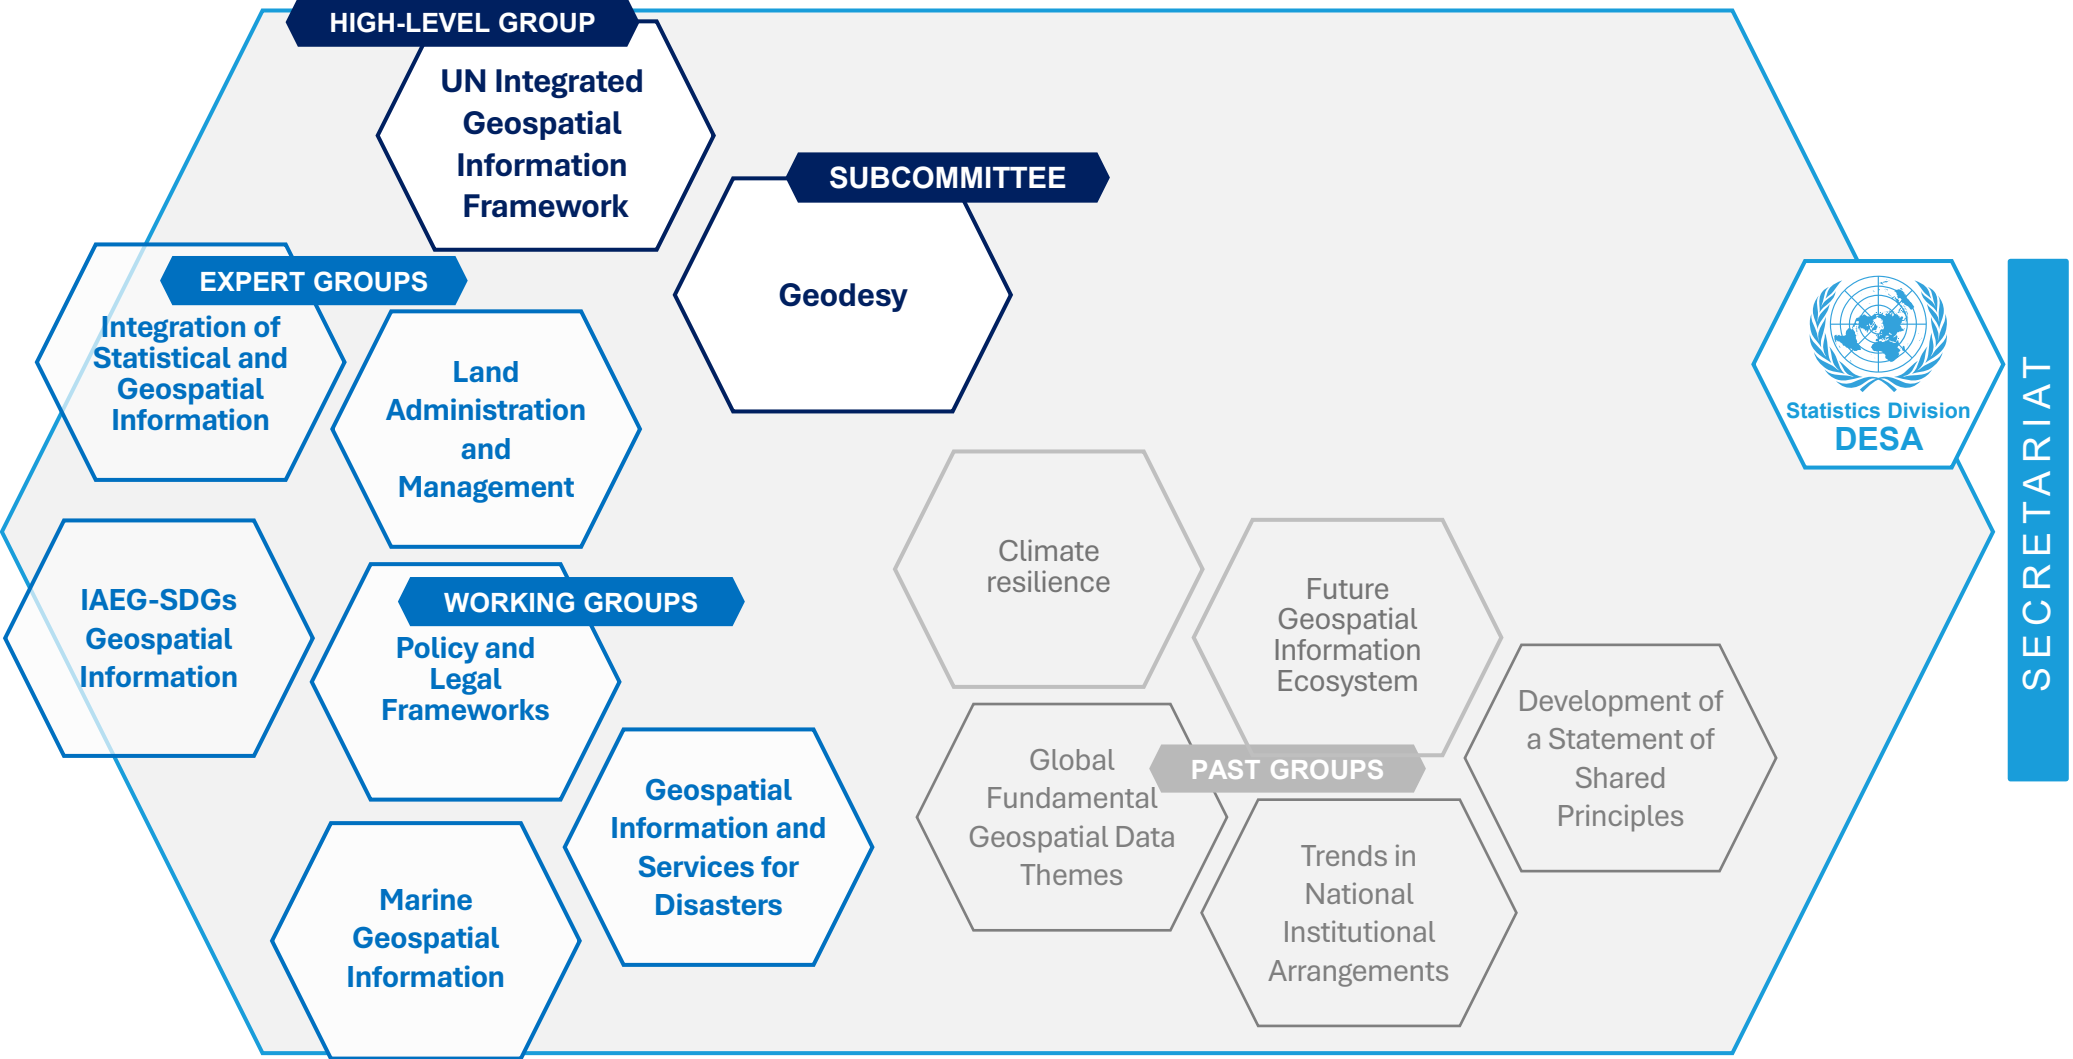 HIGH-LEVEL GROUP
UN Integrated
Geospatial
Information
Framework
SUBCOMMITTEE
Geodesy
EXPERT GROUPS
Integration of
Statistical and
Geospatial
Information
Land
Administration
and
Management
IAEG-SDGs
Geospatial
Information
WORKING GROUPS
Policy and
Legal
Frameworks
Geospatial
Information and
Services for
Disasters
Marine
Geospatial
Information
Climate
resilience
Future
Geospatial
Information
Ecosystem
Development of
a Statement of
Shared
Principles
PAST GROUPS
Global
Fundamental
Geospatial Data
Themes
Trends in
National
Institutional
Arrangements
Statistics Division
DESA
SECRETARIAT